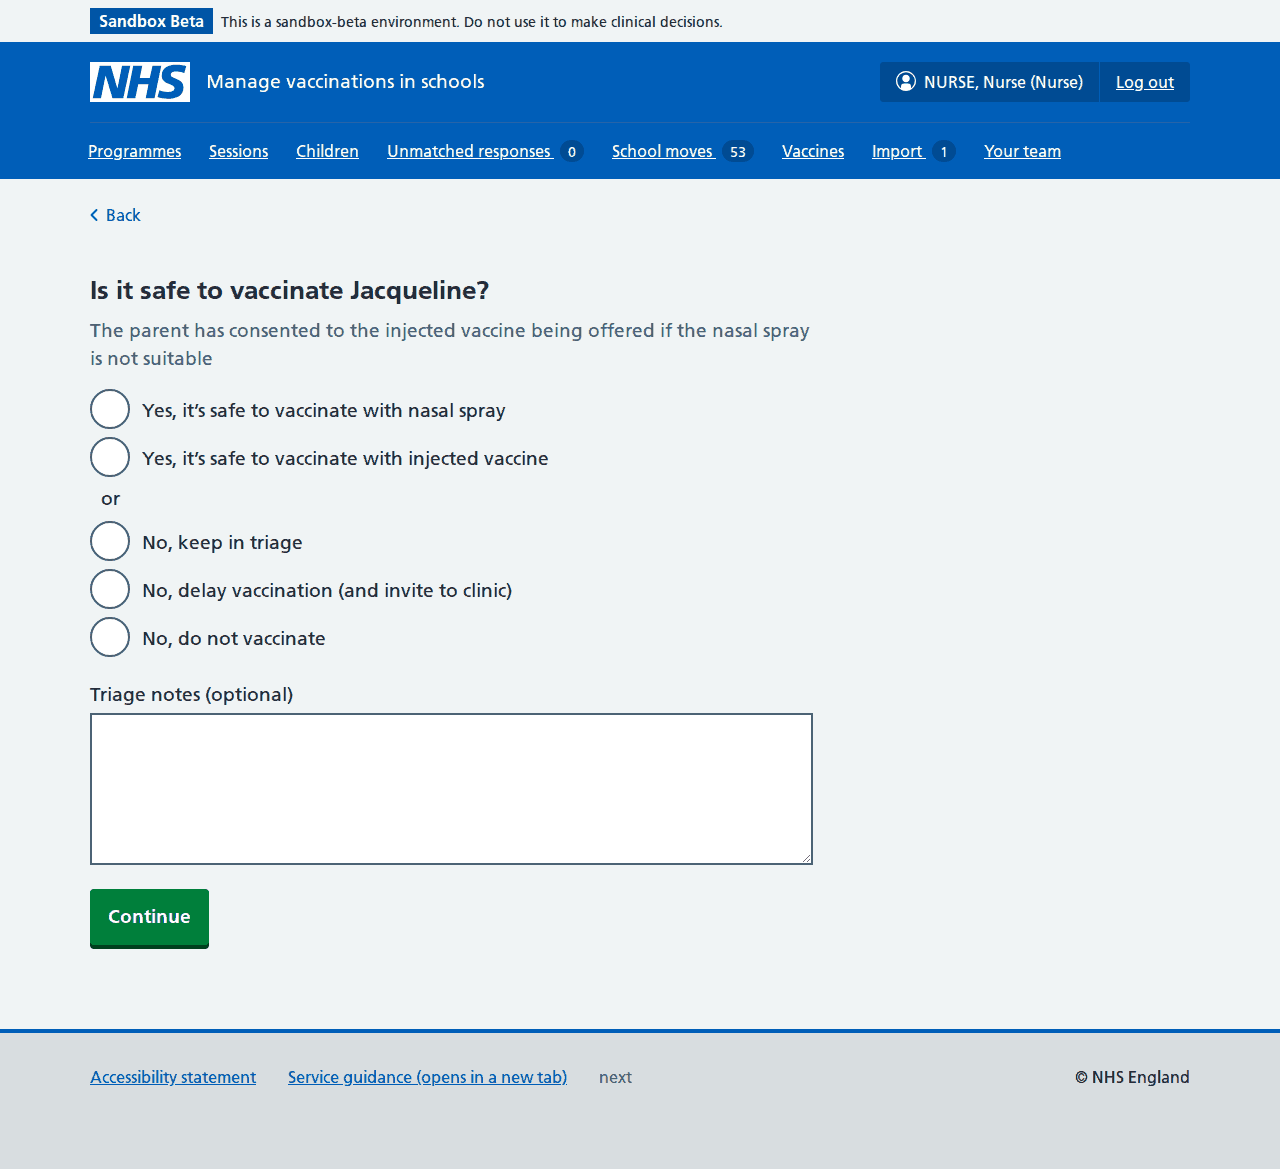 Sandbox Beta This is a sandbox-beta environment. Do not use it to make clinical decisions.
NHS Manage vaccinations in schools NURSE, Nurse (Nurse) Log out
Programmes Sessions Children Unmatched responses 0 School moves 53 Vaccines Import 1 Your team
Back
Is it safe to vaccinate Jacqueline?
The parent has consented to the injected vaccine being offered if the nasal spray
is not suitable
Yes, it’s safe to vaccinate with nasal spray
Yes, it’s safe to vaccinate with injected vaccine
or
No, keep in triage
No, delay vaccination (and invite to clinic)
No, do not vaccinate
Triage notes (optional)
Continue
Accessibility statement Service guidance (opens in a new tab) next © NHS England